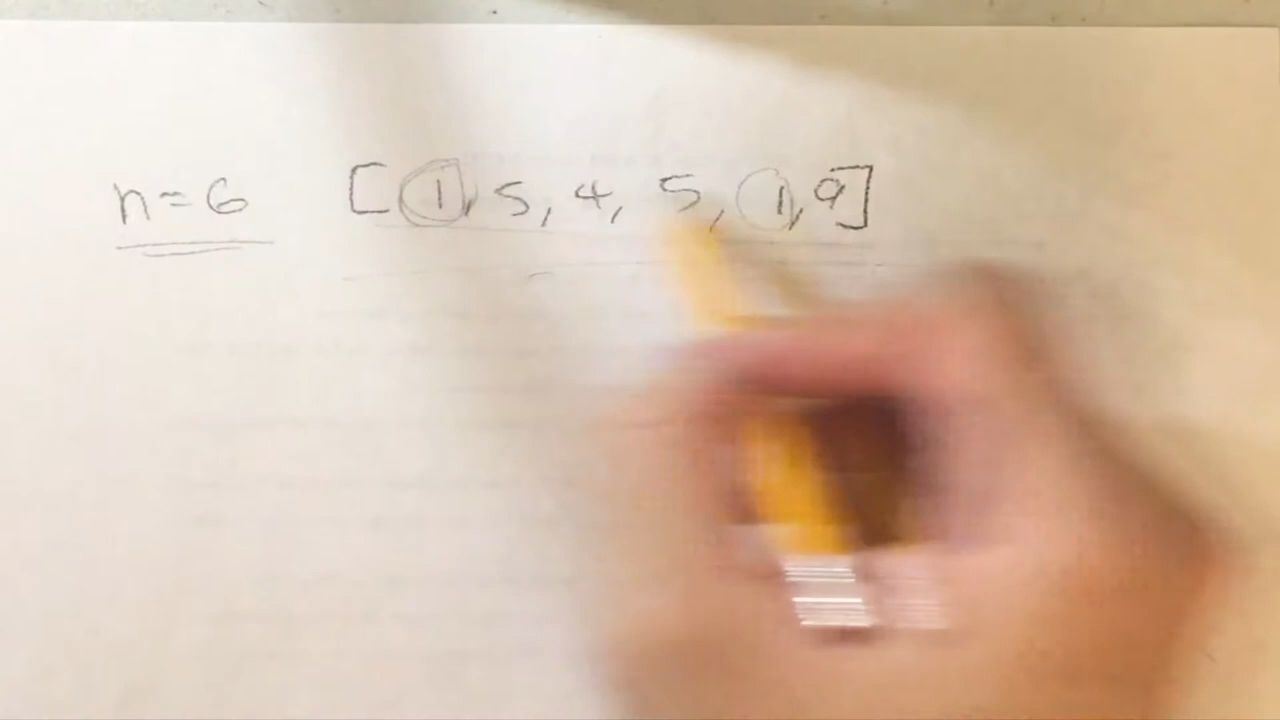 n=6 [1, 5, 4, 5, 1, 9]